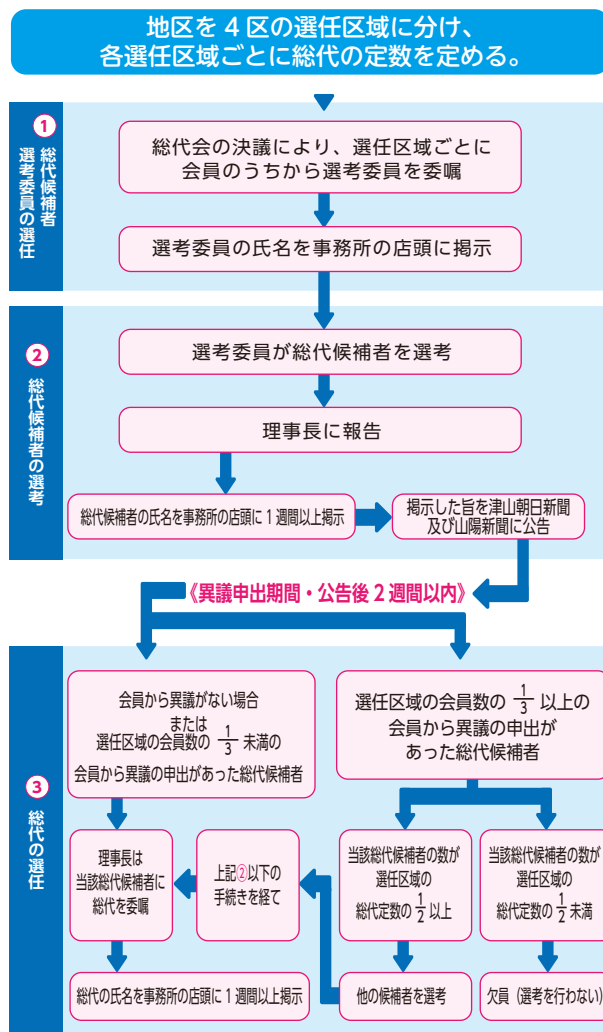 地区を4区の選任区域に分け、
各選任区域ごとに総代の定数を定める。
① 総代候補者
選考委員の選任
総代会の決議により、選任区域ごとに
会員のうちから選考委員を委嘱
選考委員の氏名を事務所の店頭に掲示
② 総代候補者の選考
選考委員が総代候補者を選考
理事長に報告
総代候補者の氏名を事務所の店頭に1週間以上掲示
掲示した旨を津山朝日新聞
及び山陽新聞に公告
《異議申出期間・公告後2週間以内》
③ 総代の選任
会員から異議がない場合
または
選任区域の会員数の 1/3 未満の
会員から異議の申出があった総代候補者
選任区域の会員数の 1/3 以上の
会員から異議の申出が
あった総代候補者
理事長は
当該総代候補者に
総代を委嘱
上記②以下の
手続きを経て
当該総代候補者の数が
選任区域の
総代定数の 1/2 以上
当該総代候補者の数が
選任区域の
総代定数の 1/2 未満
総代の氏名を事務所の店頭に1週間以上掲示
他の候補者を選考
欠員(選考を行わない)